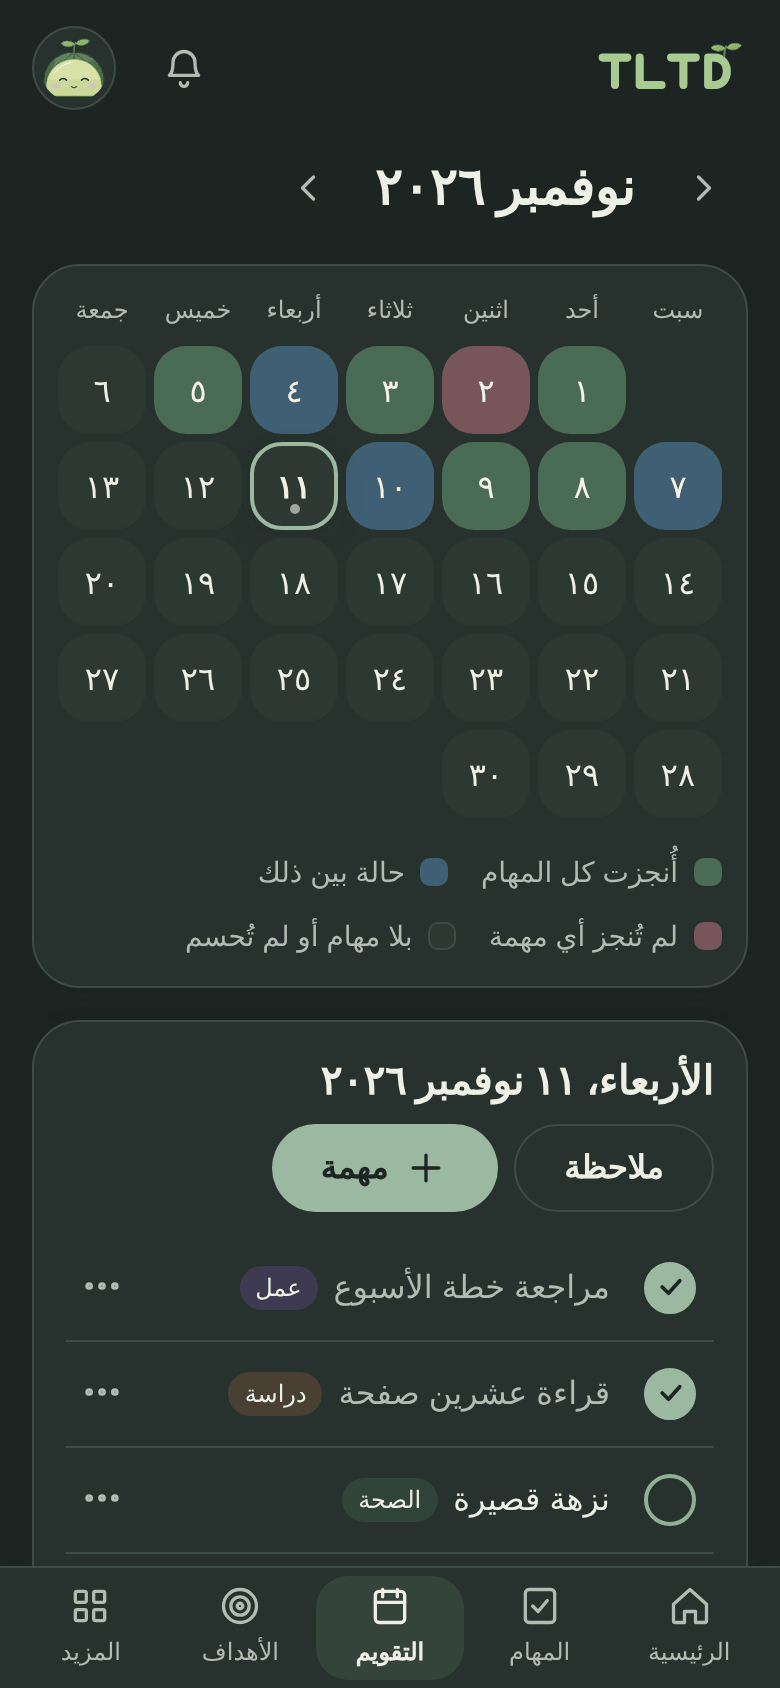 TLTD
نوفمبر ٢٠٢٦
سبت أحد اثنين ثلاثاء أربعاء خميس جمعة
١ ٢ ٣ ٤ ٥ ٦
٧ ٨ ٩ ١٠ ١١ ١٢ ١٣
١٤ ١٥ ١٦ ١٧ ١٨ ١٩ ٢٠
٢١ ٢٢ ٢٣ ٢٤ ٢٥ ٢٦ ٢٧
٢٨ ٢٩ ٣٠
أُنجزت كل المهام حالة بين ذلك
لم تُنجز أي مهمة بلا مهام أو لم تُحسم
الأربعاء، ١١ نوفمبر ٢٠٢٦
ملاحظة مهمة
مراجعة خطة الأسبوع عمل
قراءة عشرين صفحة دراسة
نزهة قصيرة الصحة
الرئيسية المهام التقويم الأهداف المزيد